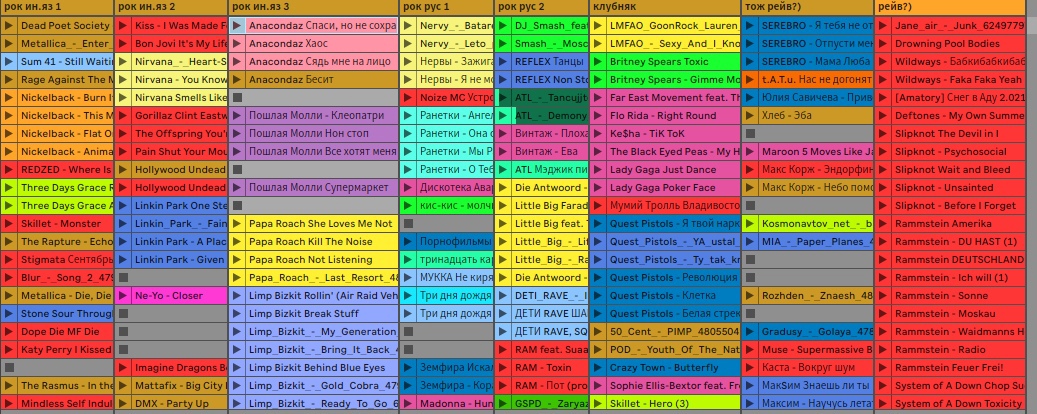 рок ин.яз 1
Dead Poet Society
Metallica_-_Enter_
Sum 41 - Still Waiti
Rage Against The M
Nickelback - Burn I
Nickelback - This M
Nickelback - Flat O
Nickelback - Anima
REDZED - Where Is
Three Days Grace R
Three Days Grace A
Skillet - Monster
The Rapture - Echo
Stigmata Сентябрь
Blur_-_Song_2_479
Metallica - Die, Die
Stone Sour Through
Dope Die MF Die
Katy Perry I Kissed
The Rasmus - In the
Mindless Self Indul
рок ин.яз 2
Kiss - I Was Made F
Bon Jovi It's My Life
Nirvana_-_Heart-S
Nirvana - You Know
Nirvana Smells Like
Gorillaz Clint Eastw
The Offspring You'r
Pain Shut Your Mou
Hollywood Undead
Hollywood Undead
Linkin Park One Ste
Linkin_Park_-_Fain
Linkin Park - A Plac
Linkin Park - Given
Ne-Yo - Closer
Imagine Dragons Be
Mattafix - Big City L
DMX - Party Up
рок ин.яз 3
Anacondaz Спаси, но не сохра
Anacondaz Хаос
Anacondaz Сядь мне на лицо
Anacondaz Бесит
Пошлая Молли - Клеопатри
Пошлая Молли Нон стоп
Пошлая Молли Все хотят меня
Пошлая Молли Супермаркет
Papa Roach She Loves Me Not
Papa Roach Kill The Noise
Papa Roach Not Listening
Papa_Roach_-_Last_Resort_48
Limp Bizkit Rollin' (Air Raid Veh
Limp Bizkit Break Stuff
Limp_Bizkit_-_My_Generation
Limp_Bizkit_-_Bring_It_Back_4
Limp Bizkit Behind Blue Eyes
Limp_Bizkit_-_Gold_Cobra_479
Limp_Bizkit_-_Ready_To_Go_6
рок рус 1
Nervy_-_Batare
Nervy_-_Leto_
Нервы - Зажига
Нервы - Я не мо
Noize MC Устро
Ранетки - Ангел
Ранетки - Она о
Ранетки - Мы Р
Ранетки - О Теб
Дискотека Авар
кис-кис - молчи
Порнофильмы
тринадцать кар
МУККА Не киря
Три дня дождя
Три дня дождя
Земфира Искал
Земфира - Кора
Madonna - Hun
рок рус 2
DJ_Smash_feat
Smash_-_Mosc
REFLEX Танцы
REFLEX Non Sto
ATL_-_Tancujjt
ATL_-_Demony
Винтаж - Плоха
Винтаж - Ева
ATL Мэджик пи
Die Antwoord -
Little Big Farad
Little Big feat. T
Little_Big_-_Lif
Little_Big_-_Go
Die Antwoord -
DETI_RAVE_-_I
ДЕТИ RAVE ША
ДЕТИ RAVE, SQ
RAM feat. Suaa
RAM - Toxin
RAM - Пот (про
GSPD_-_Zaryaz
клубняк
LMFAO_GoonRock_Lauren_
LMFAO_-_Sexy_And_I_Kno
Britney Spears Toxic
Britney Spears - Gimme Mo
Far East Movement feat. Th
Flo Rida - Right Round
Ke$ha - TiK ToK
The Black Eyed Peas - My H
Lady Gaga Just Dance
Lady Gaga Poker Face
Мумий Тролль Владивосто
Quest Pistols - Я твой нарк
Quest_Pistols_-_YA_ustal_
Quest_Pistols_-_Ty_tak_kr
Quest Pistols - Революция
Quest Pistols - Клетка
Quest Pistols - Белая стрек
50_Cent_-_PIMP_4805504
POD_-_Youth_Of_The_Nat
Crazy Town - Butterfly
Sophie Ellis-Bextor feat. Fr
Skillet - Hero (3)
тож рейв?)
SEREBRO - Я тебя не от
SEREBRO - Отпусти мен
SEREBRO - Мама Люба
t.A.T.u. Нас не догонят
Юлия Савичева - Прив
Хлеб - Эба
Maroon 5 Moves Like Ja
Макс Корж - Эндорфин
Макс Корж - Небо помо
Kosmonavtov_net_-_b
MIA_-_Paper_Planes_4
Rozhden_-_Znaesh_48
Gradusy_-_Golaya_478
Muse - Supermassive B
Каста - Вокруг шум
МакSим Знаешь ли ты
Максим - Научусь лета
рейв?)
Jane_air_-_Junk_6249779
Drowning Pool Bodies
Wildways - Бабкибабкибаб
Wildways - Faka Faka Yeah
[Amatory] Снег в Аду 2.021
Deftones - My Own Summe
Slipknot The Devil in I
Slipknot - Psychosocial
Slipknot Wait and Bleed
Slipknot - Unsainted
Slipknot - Before I Forget
Rammstein Amerika
Rammstein - DU HAST (1)
Rammstein DEUTSCHLAND
Rammstein - Ich will (1)
Rammstein - Sonne
Rammstein - Moskau
Rammstein - Waidmanns H
Rammstein - Radio
Rammstein Feuer Frei!
System of A Down Chop Su
System of A Down Toxicity